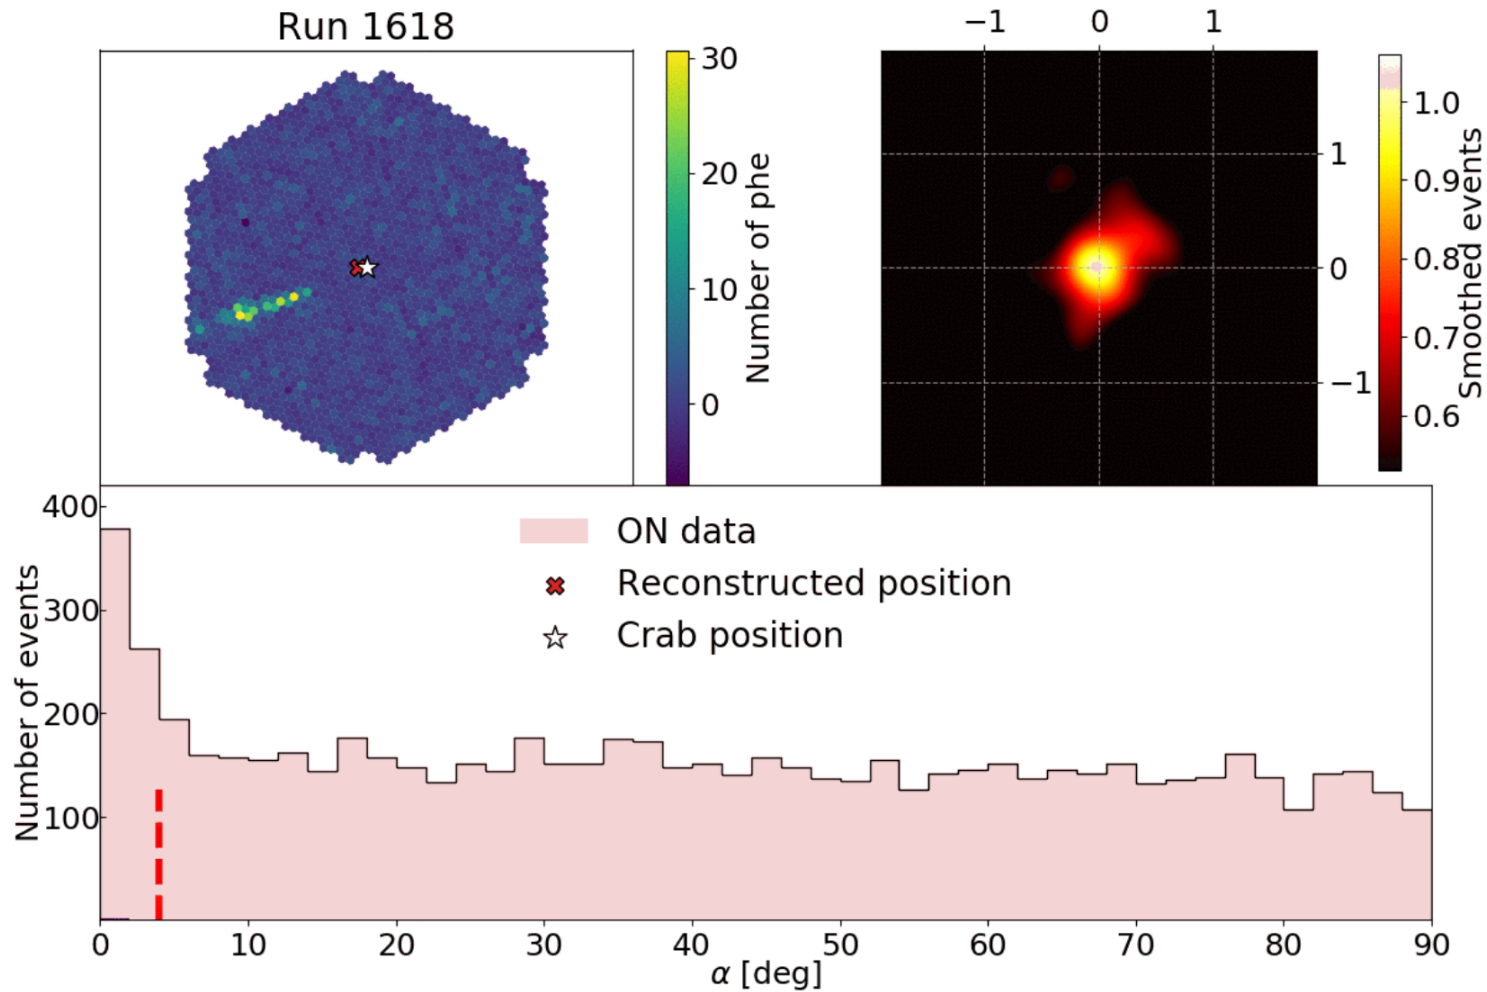 Run 1618
30
20
10
0
Number of phe
−1 0 1
1
0
−1
1.0
0.9
0.8
0.7
0.6
Smoothed events
400
300
200
100
Number of events
ON data
Reconstructed position
Crab position
0 10 20 30 40 50 60 70 80 90
α [deg]